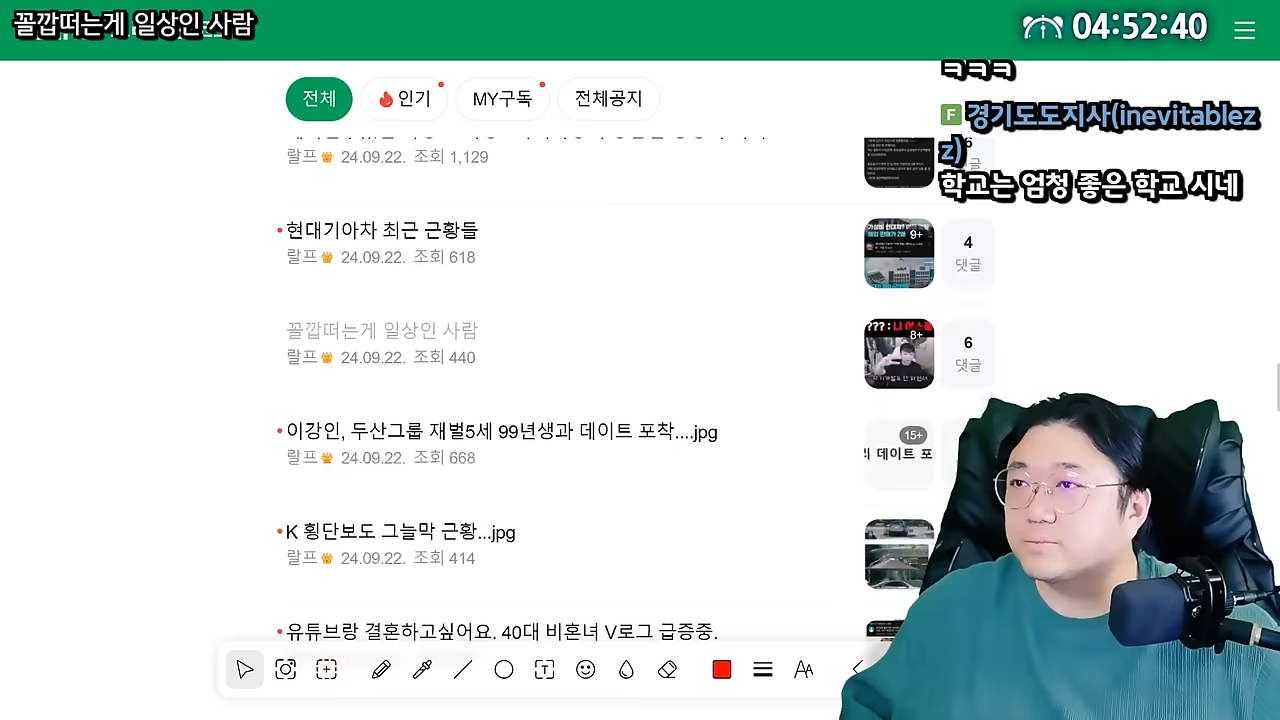 꼴깝떠는게 일상인 사람
04:52:40
전체
인기
MY구독
전체공지
ㅋㅋㅋ
F 경기도도지사(inevitablez
z)
학교는 엄청 좋은 학교 시네
랄프 24.09.22. 조회 1,129
현대기아차 최근 근황들
랄프 24.09.22. 조회
9+
4
댓글
꼴깝떠는게 일상인 사람
랄프 24.09.22. 조회 440
??? :
8+
6
댓글
이강인, 두산그룹 재벌5세 99년생과 데이트 포착....jpg
랄프 24.09.22. 조회 668
15+
데이트 포
K 횡단보도 그늘막 근황...jpg
랄프 24.09.22. 조회 414
유튜브랑 결혼하고싶어요. 40대 비혼녀 V로그 급증중.
T
AA